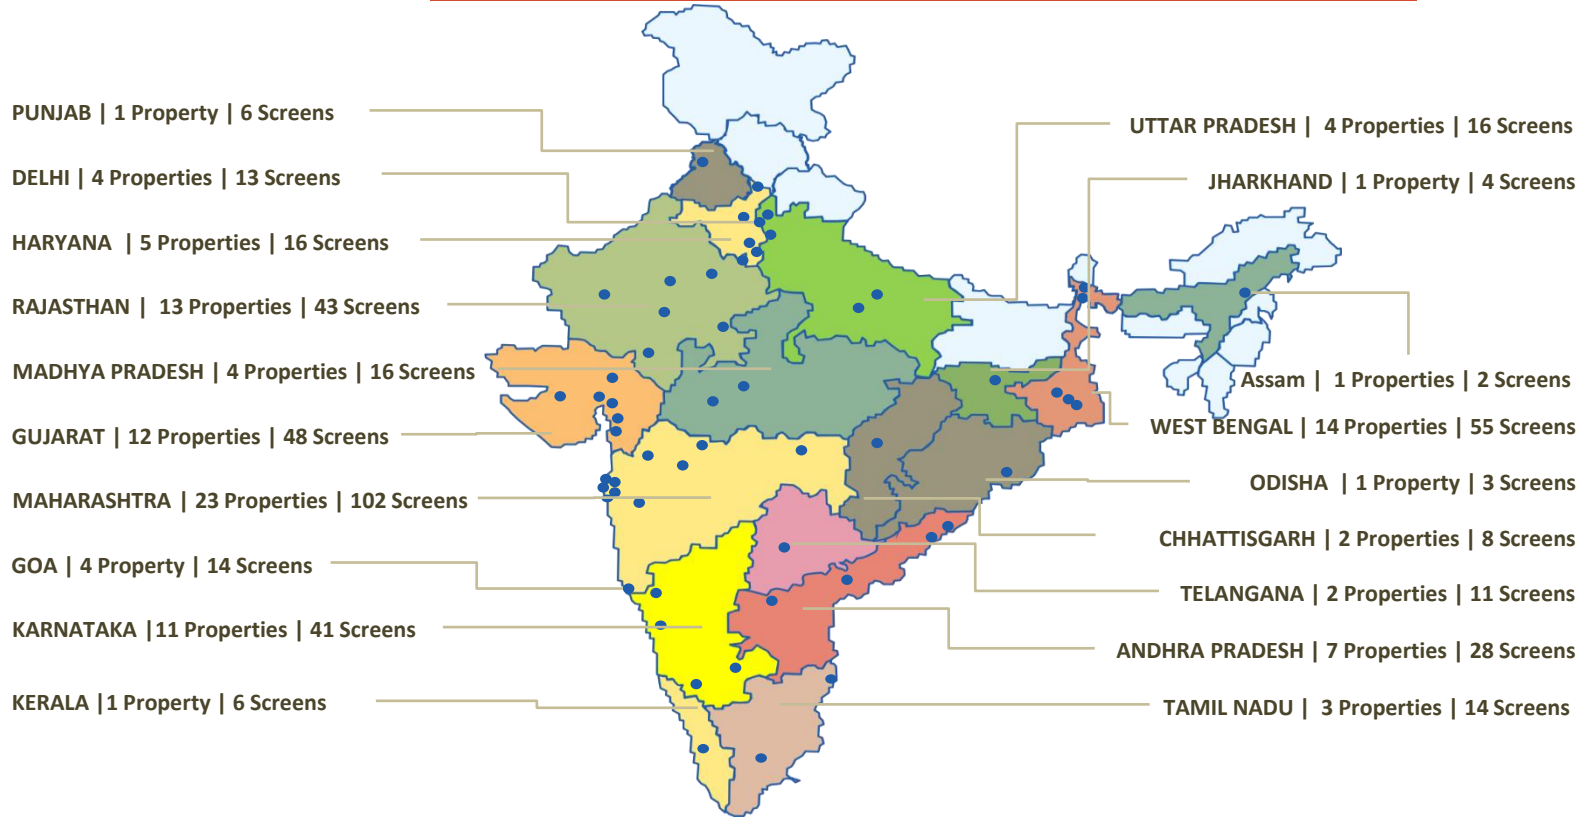 PUNJAB | 1 Property | 6 Screens
DELHI | 4 Properties | 13 Screens
HARYANA | 5 Properties | 16 Screens
RAJASTHAN | 13 Properties | 43 Screens
MADHYA PRADESH | 4 Properties | 16 Screens
GUJARAT | 12 Properties | 48 Screens
MAHARASHTRA | 23 Properties | 102 Screens
GOA | 4 Property | 14 Screens
KARNATAKA |11 Properties | 41 Screens
KERALA |1 Property | 6 Screens
UTTAR PRADESH | 4 Properties | 16 Screens
JHARKHAND | 1 Property | 4 Screens
Assam | 1 Properties | 2 Screens
WEST BENGAL | 14 Properties | 55 Screens
ODISHA | 1 Property | 3 Screens
CHHATTISGARH | 2 Properties | 8 Screens
TELANGANA | 2 Properties | 11 Screens
ANDHRA PRADESH | 7 Properties | 28 Screens
TAMIL NADU | 3 Properties | 14 Screens